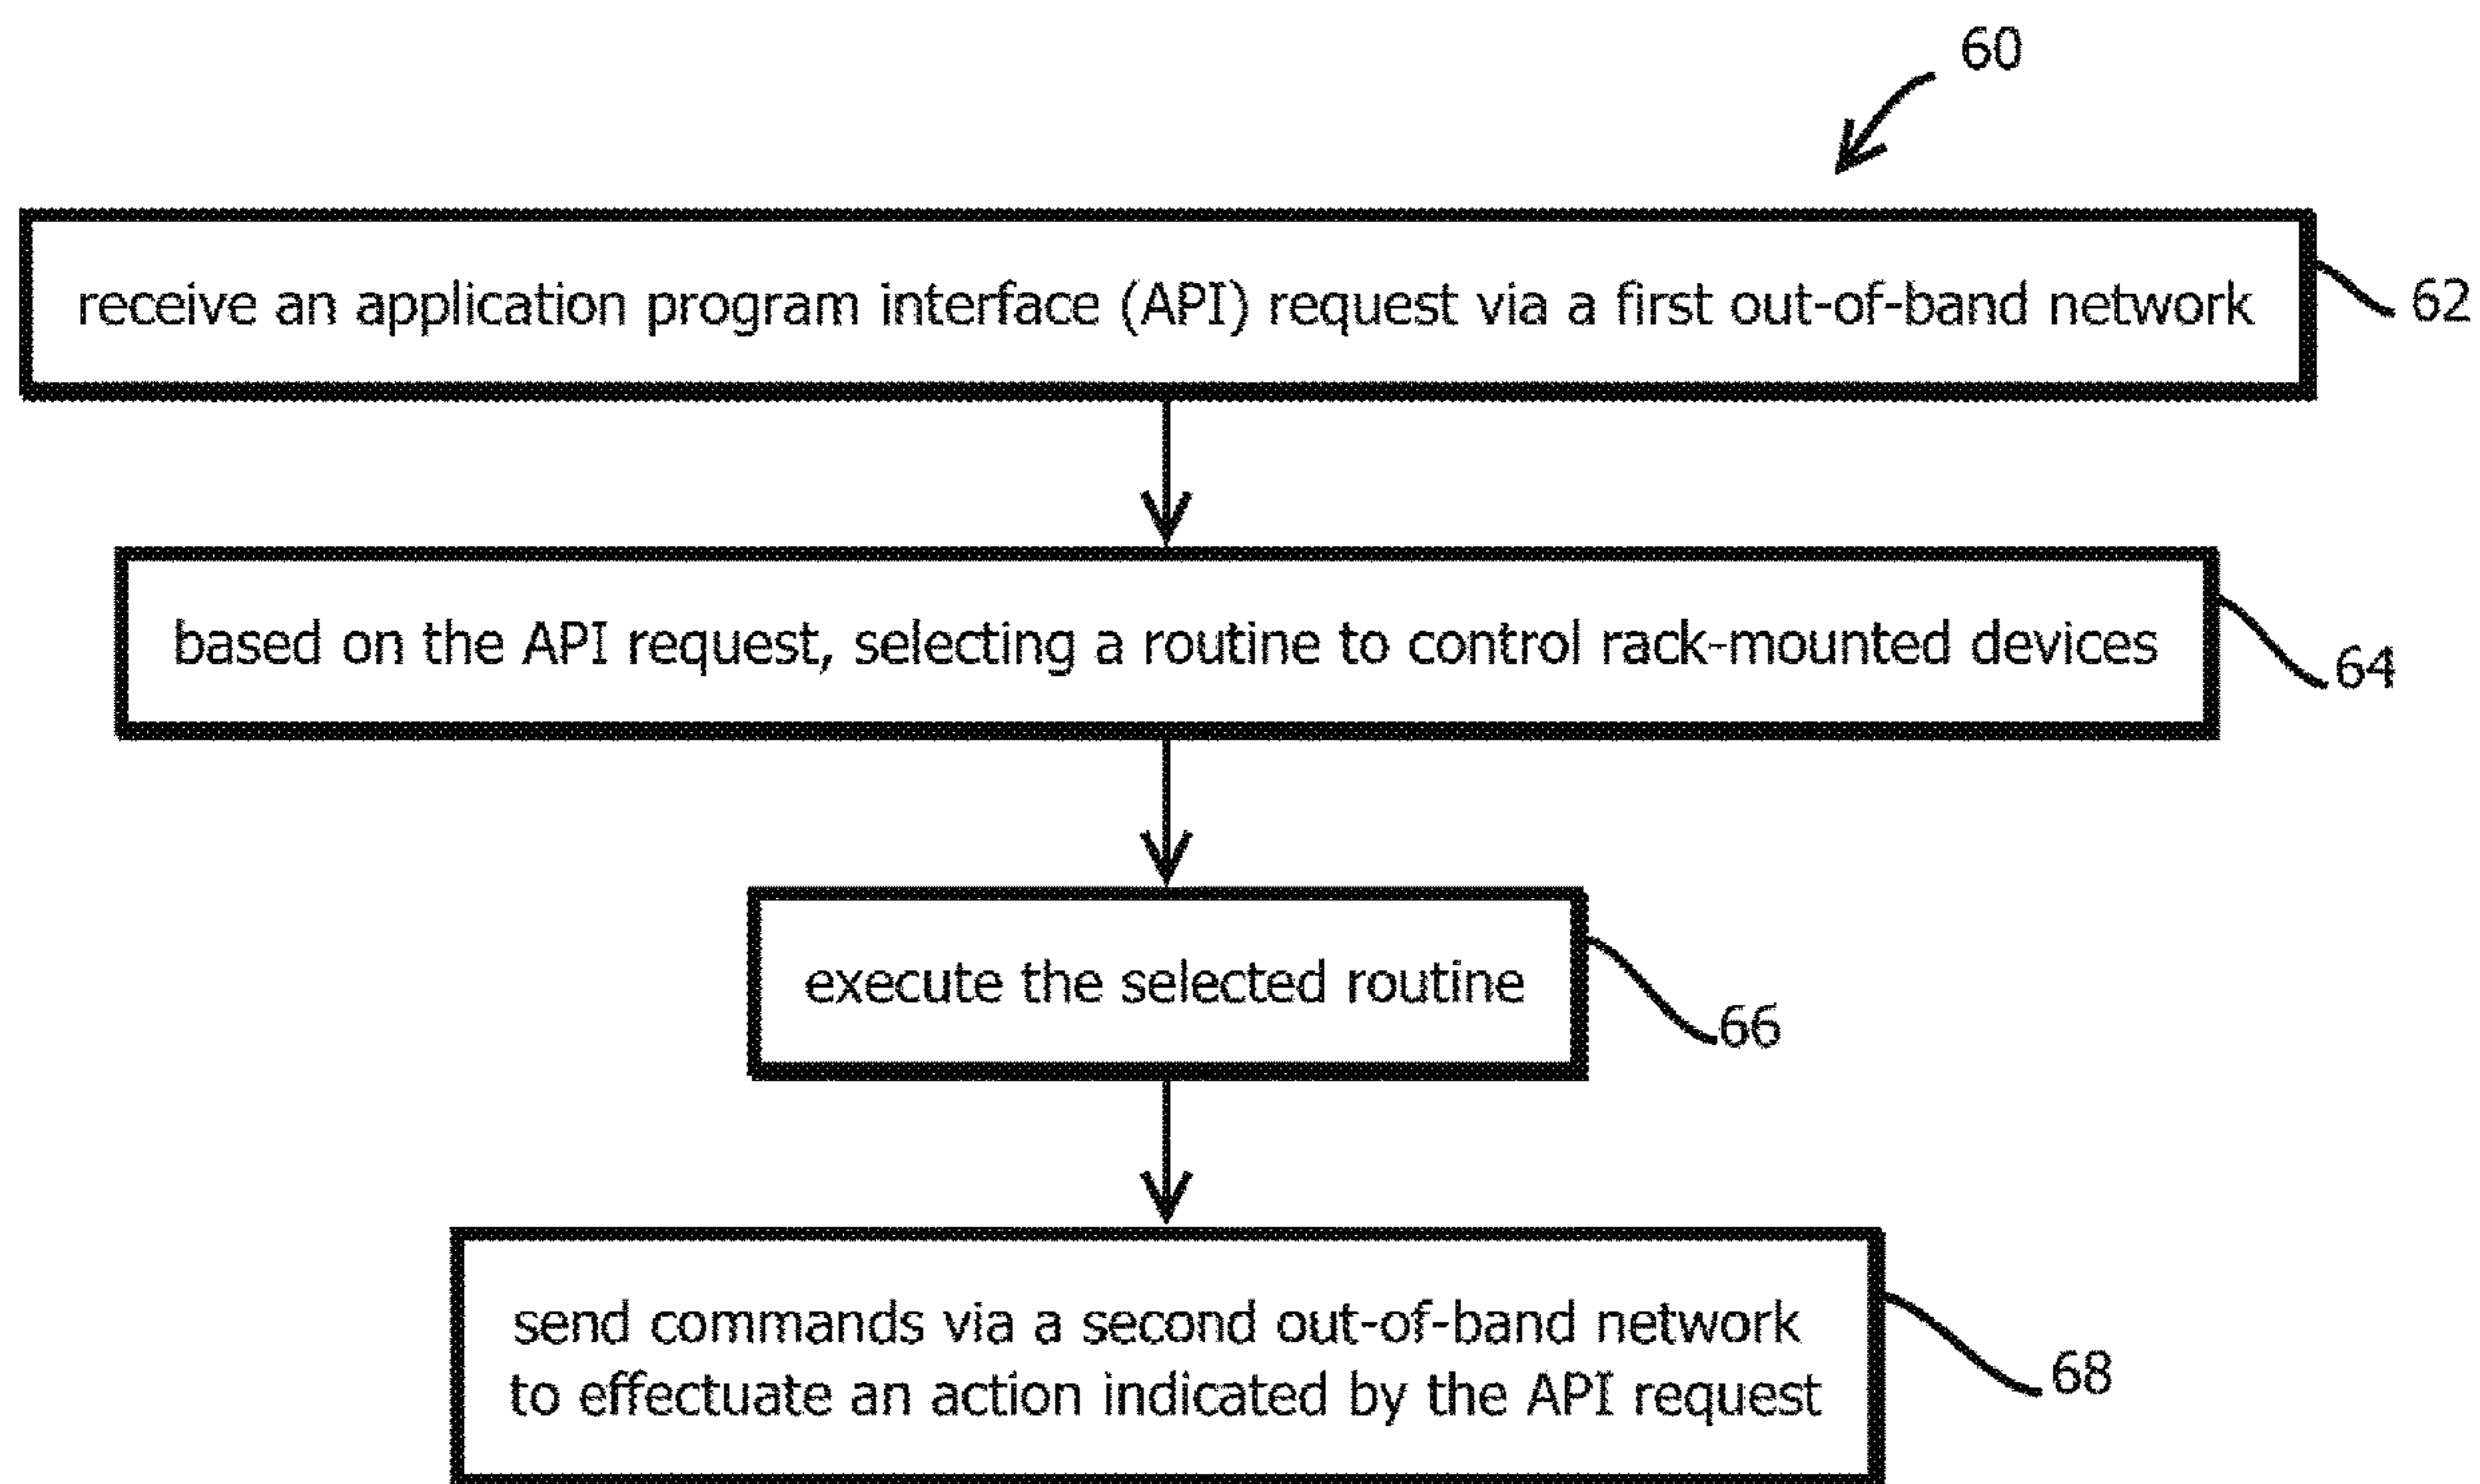 60
receive an application program interface (API) request via a first out-of-band network
62
based on the API request, selecting a routine to control rack-mounted devices
64
execute the selected routine
66
send commands via a second out-of-band network
to effectuate an action indicated by the API request
68